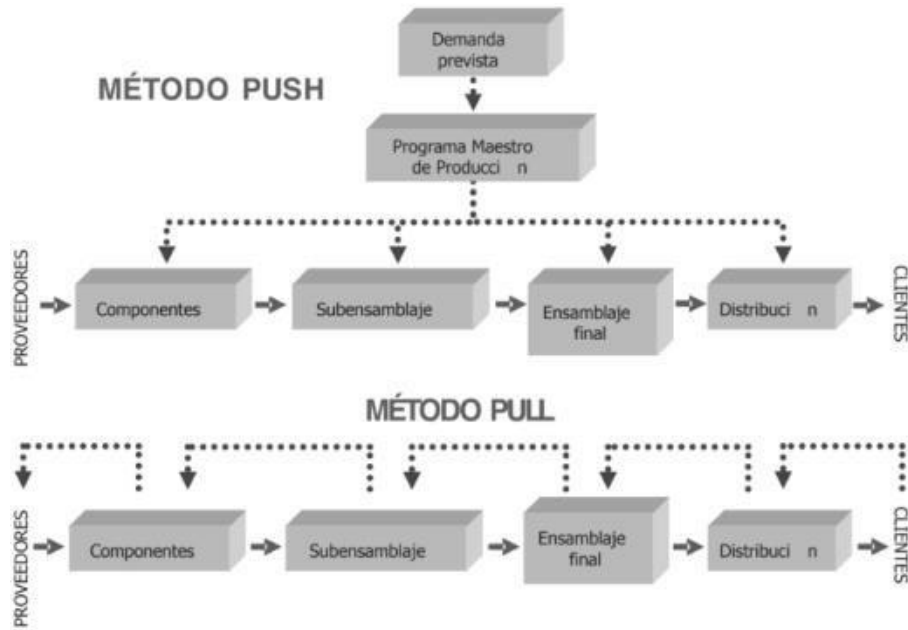 Demanda
prevista
MÉTODO PUSH
Programa Maestro
de Producci n
PROVEEDORES
Componentes
Subensamblaje
Ensamblaje
final
Distribuci n
CLIENTES
MÉTODO PULL
PROVEEDORES
Componentes
Subensamblaje
Ensamblaje
final
Distribuci n
CLIENTES